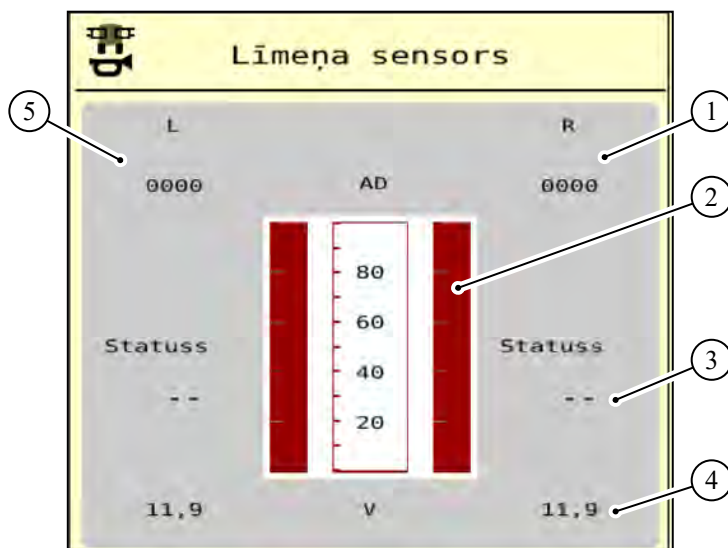 Līmeņa sensors
5
1
L
R
0000
AD
0000
2
80
60
Statuss
Statuss
3
40
--
--
20
4
11,9
V
11,9